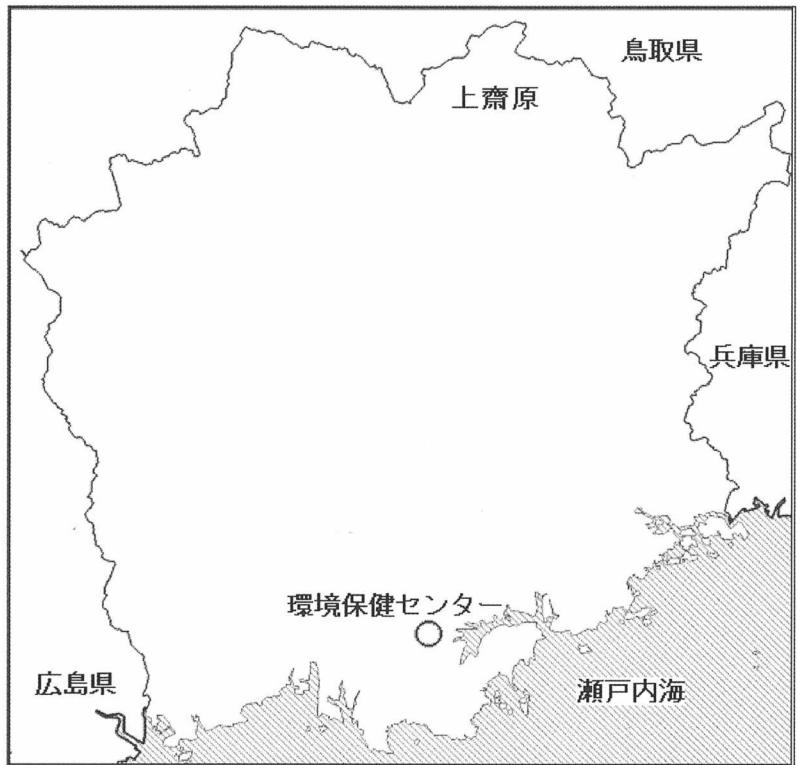 鳥取県
上齋原
兵庫県
環境保健センター
広島県
瀬戸内海